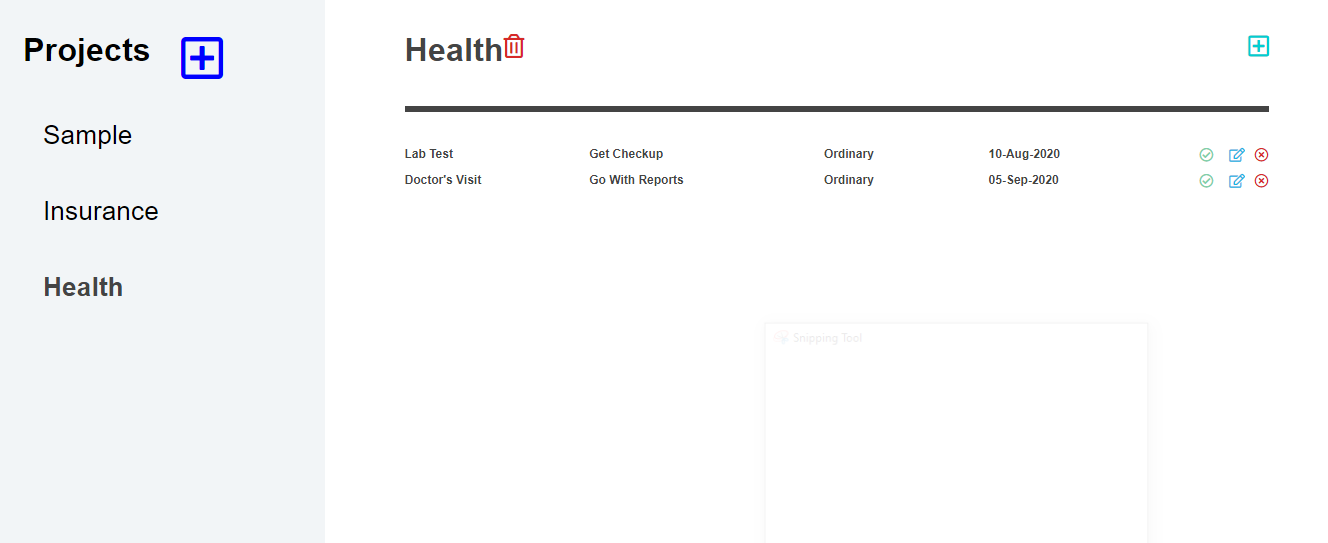 Projects
Sample
Insurance
Health
Health
Lab Test Get Checkup Ordinary 10-Aug-2020
Doctor's Visit Go With Reports Ordinary 05-Sep-2020
Snipping Tool